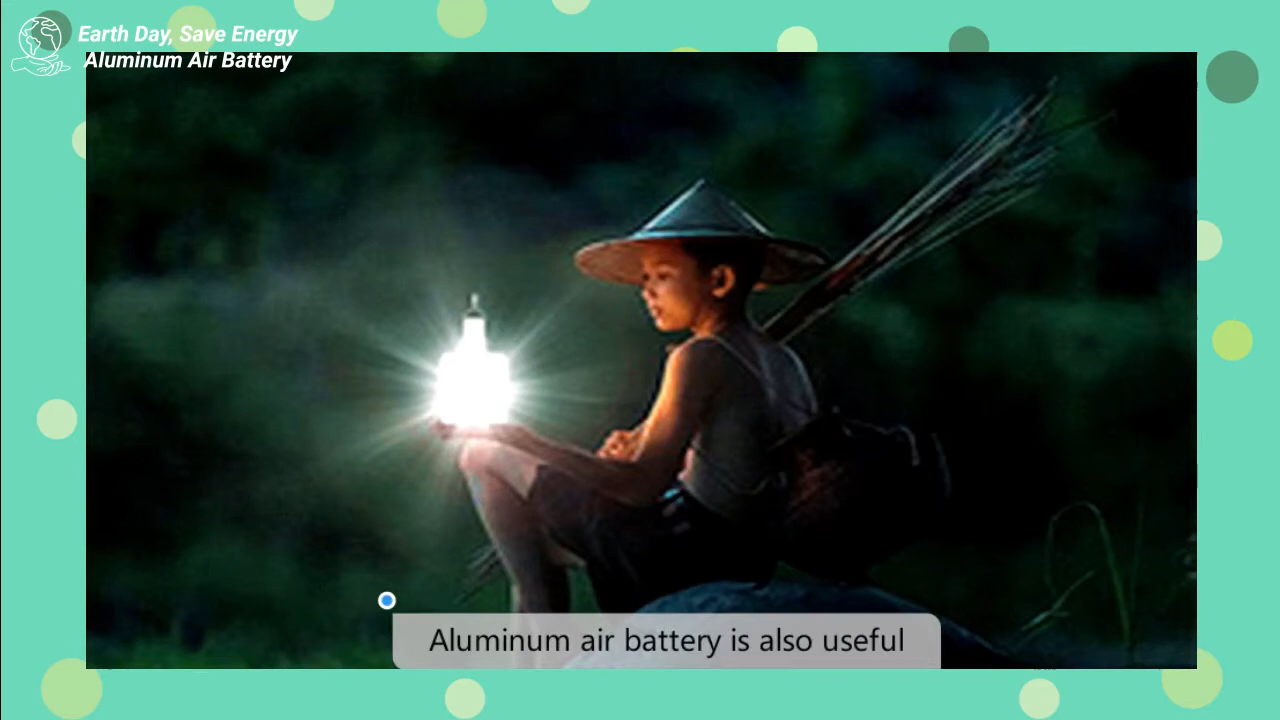 Earth Day, Save Energy
Aluminum Air Battery
Aluminum air battery is also useful